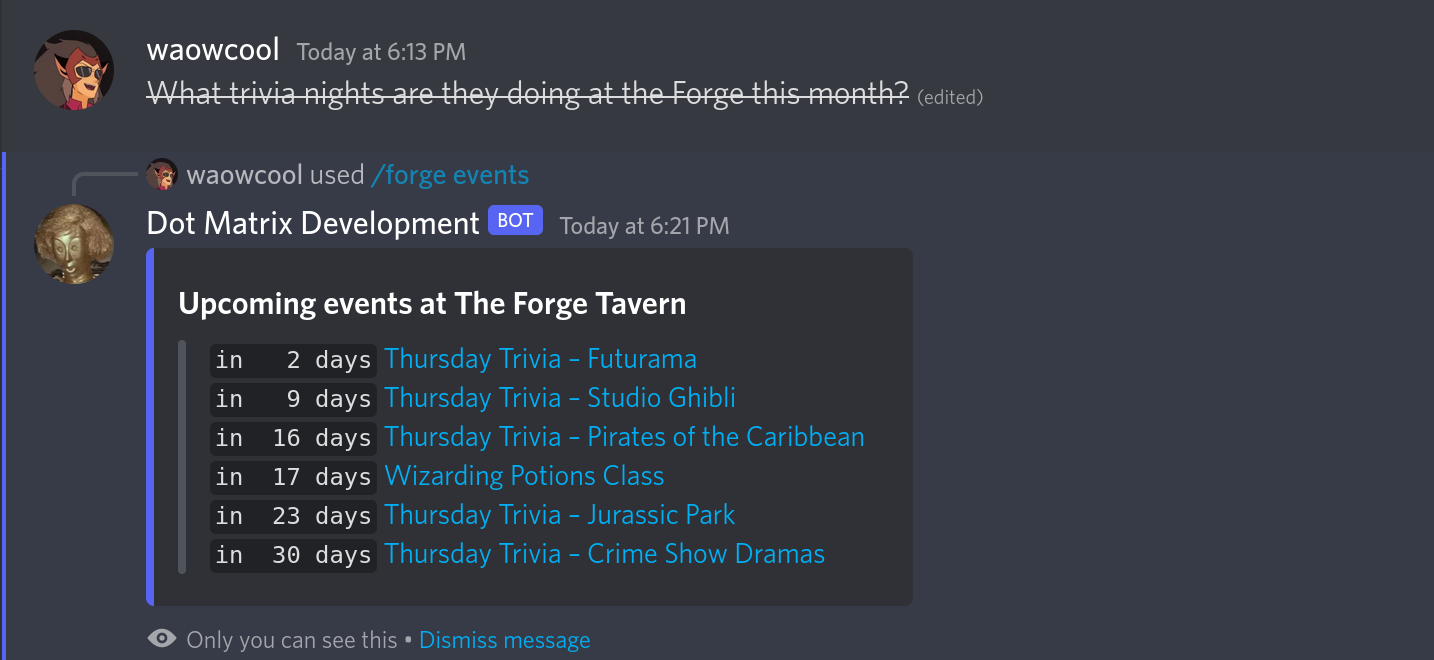 waowcool Today at 6:13 PM
What trivia nights are they doing at the Forge this month? (edited)
waowcool used /forge events
Dot Matrix Development BOT Today at 6:21 PM
Upcoming events at The Forge Tavern
in 2 days Thursday Trivia – Futurama
in 9 days Thursday Trivia – Studio Ghibli
in 16 days Thursday Trivia – Pirates of the Caribbean
in 17 days Wizarding Potions Class
in 23 days Thursday Trivia – Jurassic Park
in 30 days Thursday Trivia – Crime Show Dramas
Only you can see this • Dismiss message